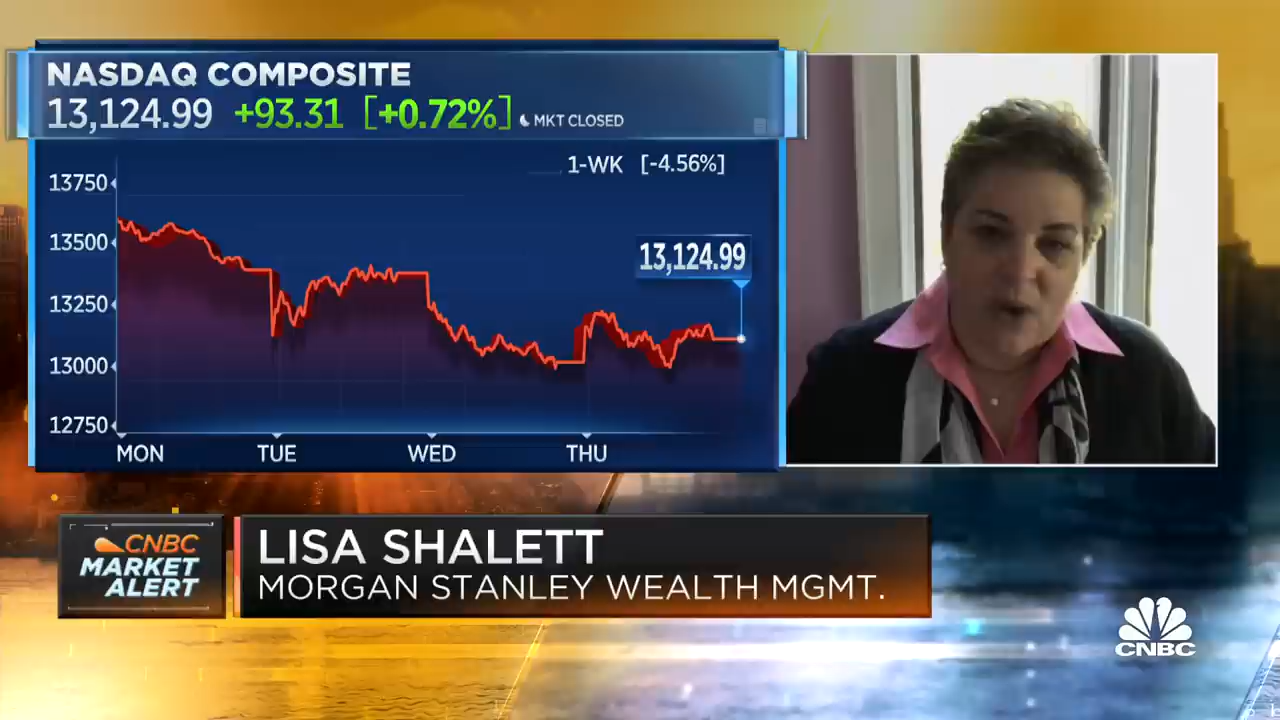 NASDAQ COMPOSITE
13,124.99 +93.31 [+0.72%] MKT CLOSED
1-WK [-4.56%]
13750
13500
13250
13000
12750
13,124.99
MON TUE WED THU
CNBC
MARKET
ALERT
LISA SHALETT
MORGAN STANLEY WEALTH MGMT.
CNBC